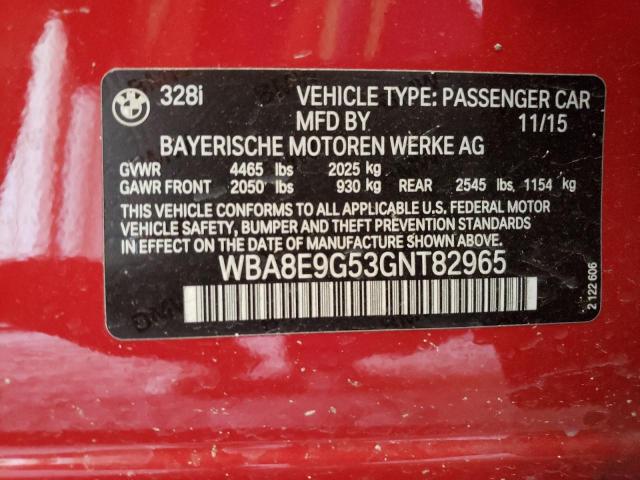 328i VEHICLE TYPE: PASSENGER CAR
MFD BY 11/15
BAYERISCHE MOTOREN WERKE AG
GVWR 4465 lbs 2025 kg
GAWR FRONT 2050 lbs 930 kg REAR 2545 lbs 1154 kg
THIS VEHICLE CONFORMS TO ALL APPLICABLE U.S. FEDERAL MOTOR
VEHICLE SAFETY, BUMPER AND THEFT PREVENTION STANDARDS
IN EFFECT ON THE DATE OF MANUFACTURE SHOWN ABOVE.
WBA8E9G53GNT82965
2 122 606